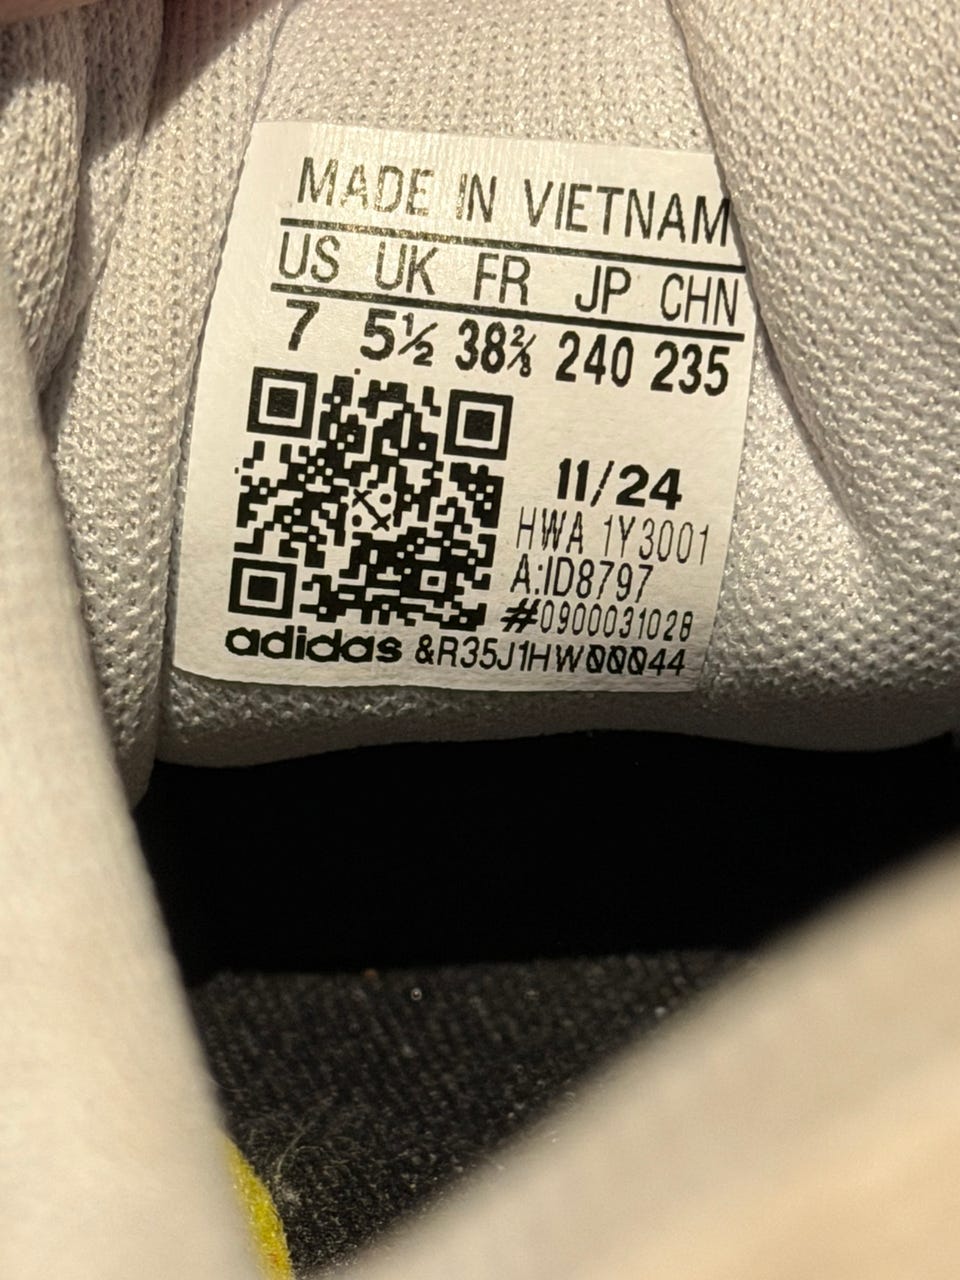 MADE IN VIETNAM
US UK FR JP CHN
7 5½ 38⅔ 240 235
11/24
HWA 1Y3001
A:ID8797
#0900031028
adidas &R35J1HW00044